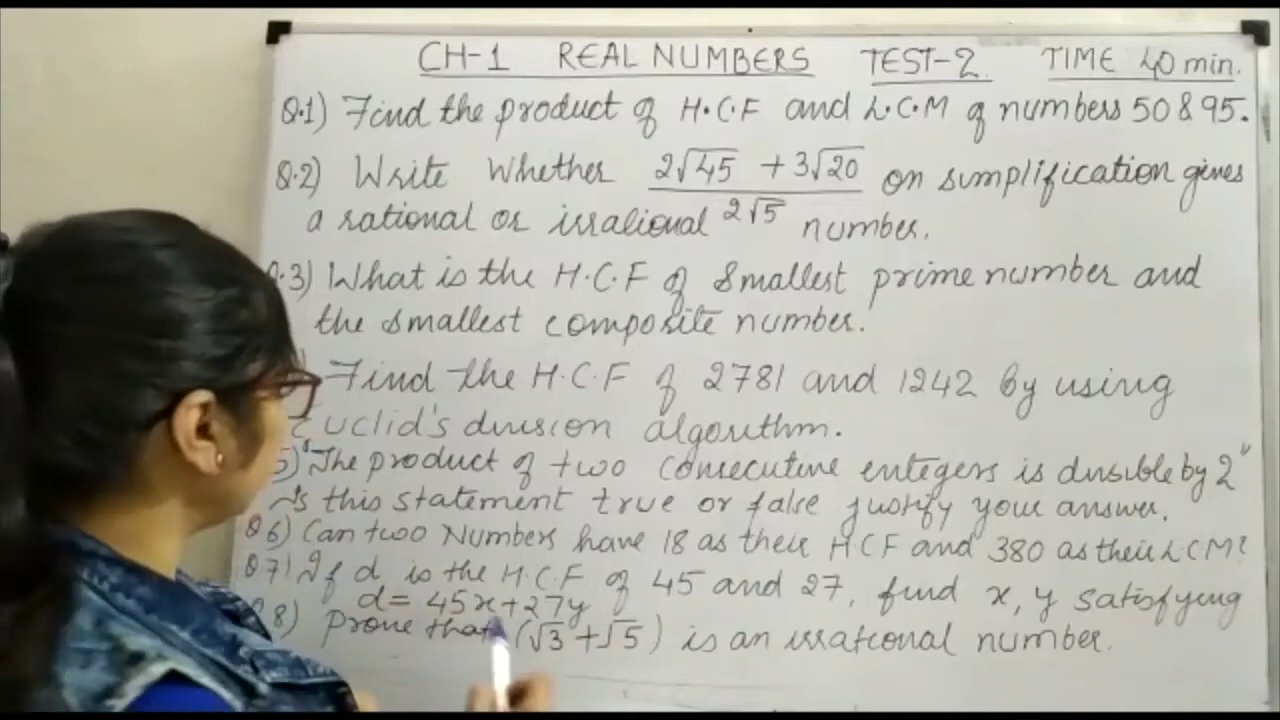 CH-1 REAL NUMBERS TEST-2 TIME 40 min.
Q.1) Find the product of H.C.F and L.C.M of numbers 50 & 95.
Q.2) Write whether (2√45 + 3√20)/(2√5) on simplification gives
a rational or irrational number.
.3) What is the H.C.F of smallest prime number and
the smallest composite number.
Find the H.C.F of 2781 and 1242 by using
Euclid's division algorithm.
5) "The product of two consecutive entegers is divisible by 2"
Is this statement true or false justify your answer.
Q6) Can two Numbers have 18 as their HCF and 380 as their LCM?
Q7) If d is the H.C.F of 45 and 27, find x, y satisfying
d = 45x + 27y
Q8) Prove that (√3 + √5) is an irrational number.